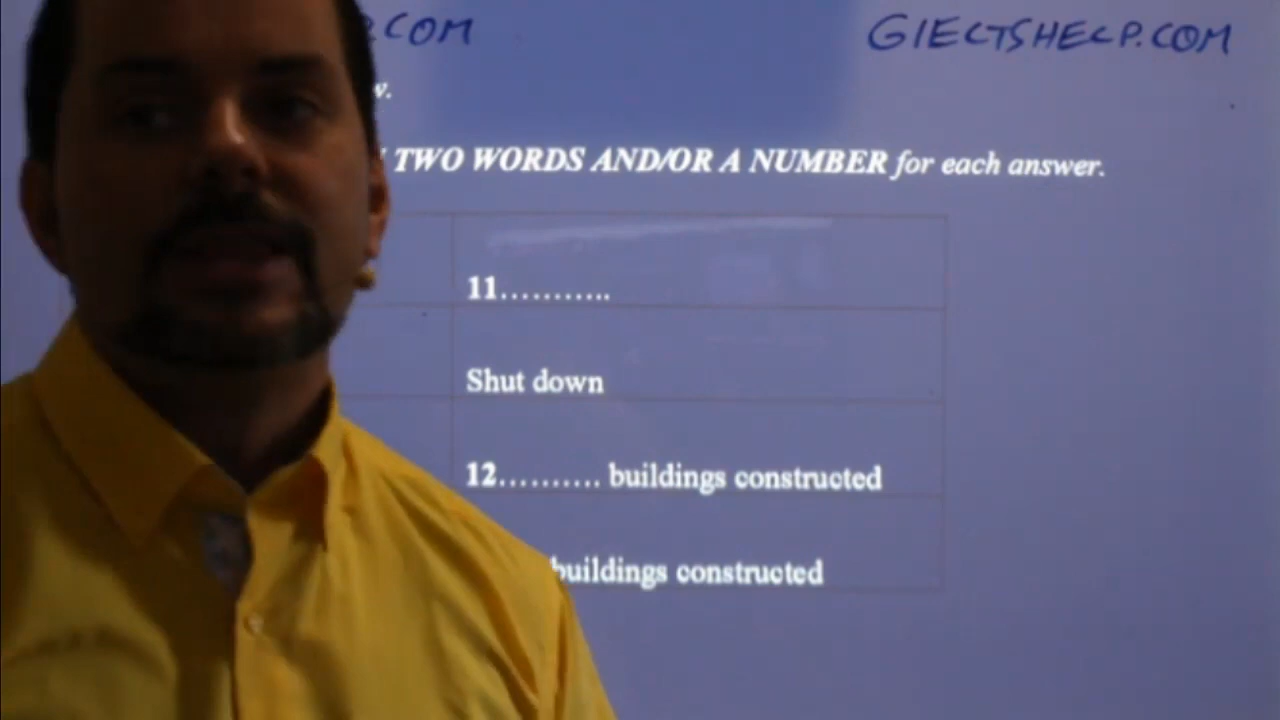 .COM GIELTSHELP.COM
w.
TWO WORDS AND/OR A NUMBER for each answer.
11...........
Shut down
12.......... buildings constructed
buildings constructed